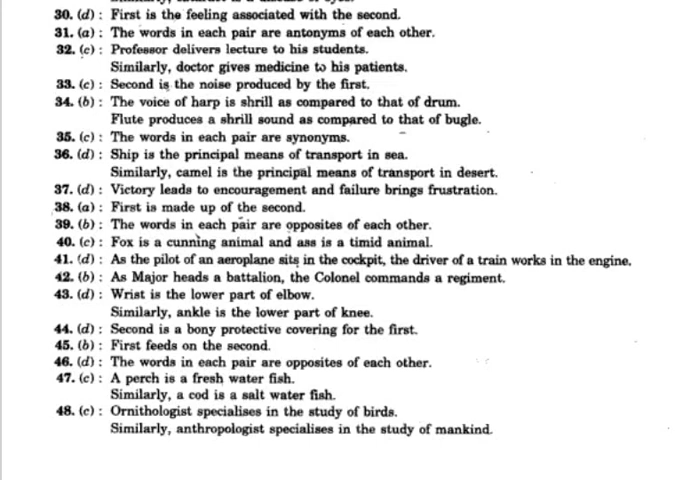 30. (d) : First is the feeling associated with the second.
31. (a) : The words in each pair are antonyms of each other.
32. (c) : Professor delivers lecture to his students.
Similarly, doctor gives medicine to his patients.
33. (c) : Second is the noise produced by the first.
34. (b) : The voice of harp is shrill as compared to that of drum.
Flute produces a shrill sound as compared to that of bugle.
35. (c) : The words in each pair are synonyms.
36. (d) : Ship is the principal means of transport in sea.
Similarly, camel is the principal means of transport in desert.
37. (d) : Victory leads to encouragement and failure brings frustration.
38. (a) : First is made up of the second.
39. (b) : The words in each pair are opposites of each other.
40. (c) : Fox is a cunning animal and ass is a timid animal.
41. (d) : As the pilot of an aeroplane sits in the cockpit, the driver of a train works in the engine.
42. (b) : As Major heads a battalion, the Colonel commands a regiment.
43. (d) : Wrist is the lower part of elbow.
Similarly, ankle is the lower part of knee.
44. (d) : Second is a bony protective covering for the first.
45. (b) : First feeds on the second.
46. (d) : The words in each pair are opposites of each other.
47. (c) : A perch is a fresh water fish.
Similarly, a cod is a salt water fish.
48. (c) : Ornithologist specialises in the study of birds.
Similarly, anthropologist specialises in the study of mankind.